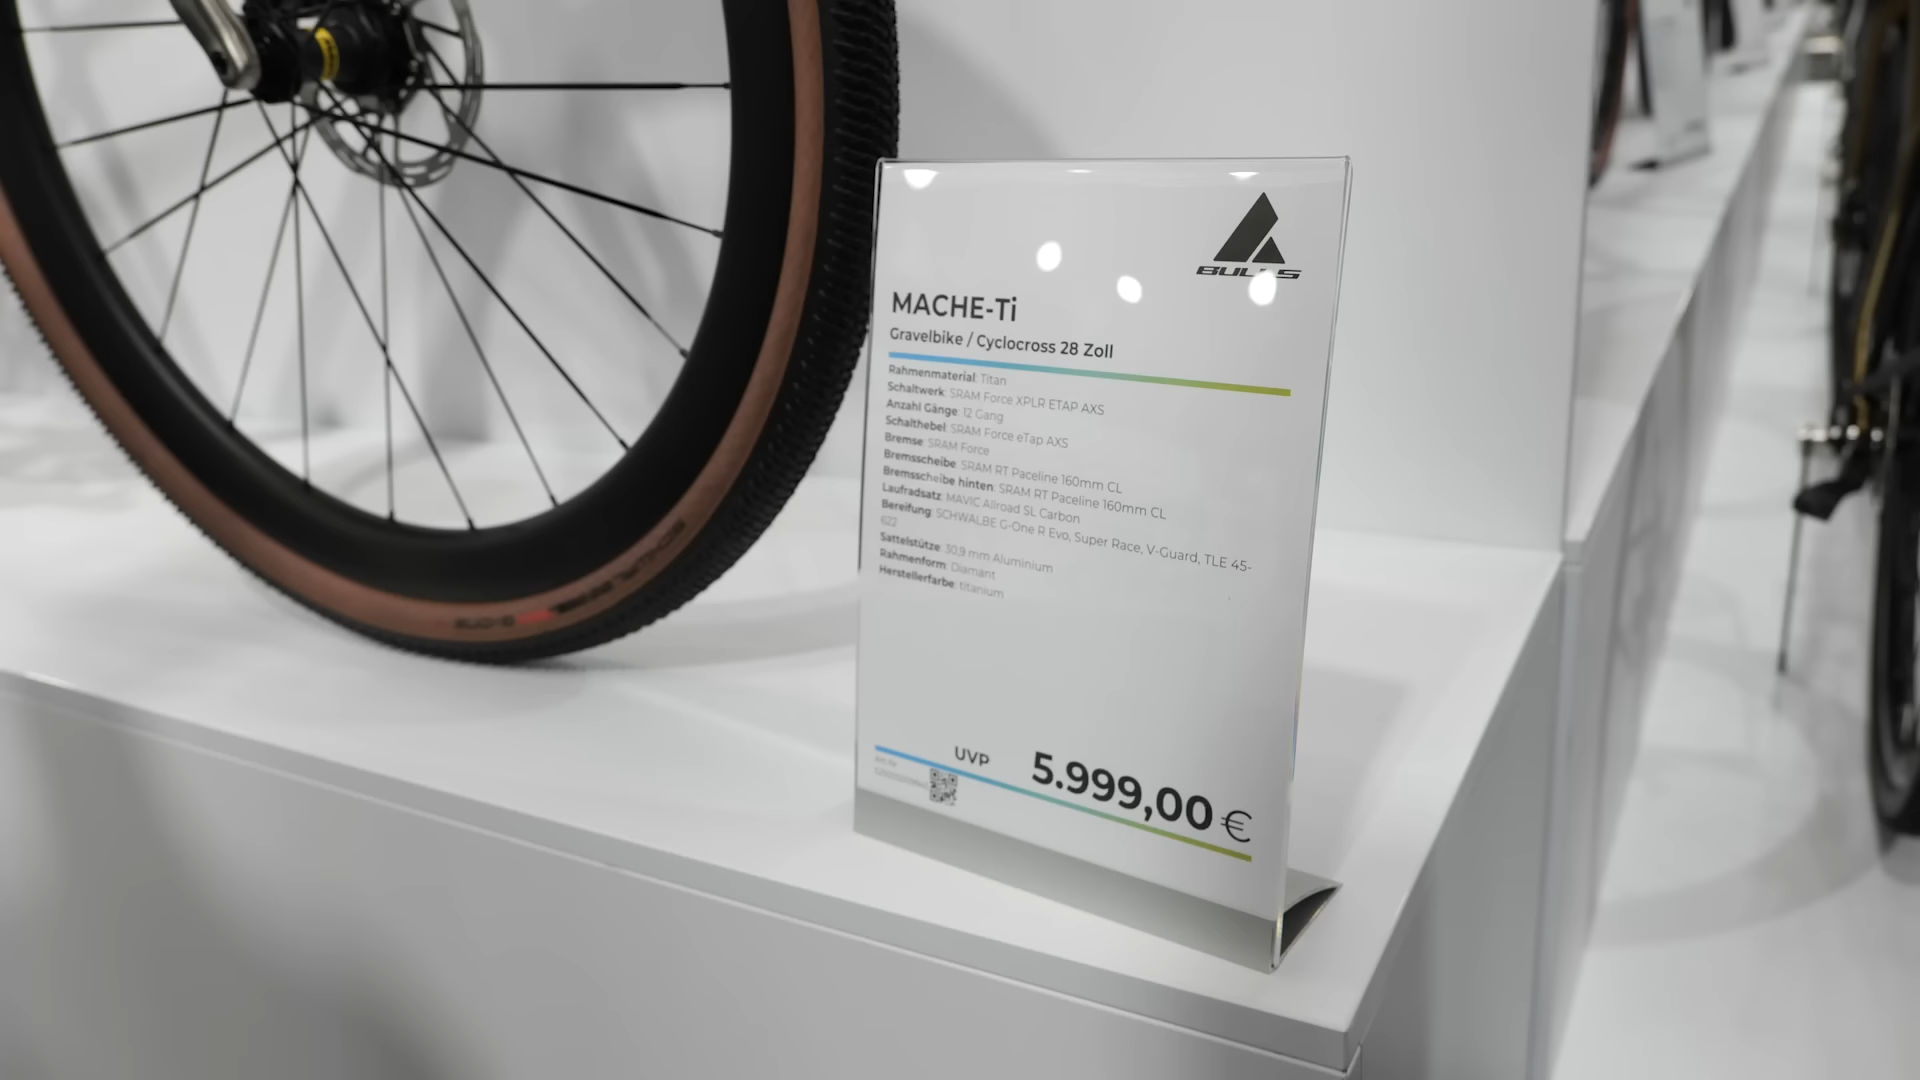 BULLS
MACHE-Ti
Gravelbike / Cyclocross 28 Zoll
Rahmenmaterial: Titan
Schaltwerk: SRAM Force XPLR ETAP AXS
Anzahl Gänge: 12 Gang
Schalthebel: SRAM Force eTap AXS
Bremse: SRAM Force
Bremsscheibe: SRAM RT Paceline 160mm CL
Bremsscheibe hinten: SRAM RT Paceline 160mm CL
Laufradsatz: MAVIC Allroad SL Carbon
Bereifung: SCHWALBE G-One R Evo, Super Race, V-Guard, TLE 45-
622
Sattelstütze: 30,9 mm Aluminium
Rahmenform: Diamant
Herstellerfarbe: titanium
UVP 5.999,00 €